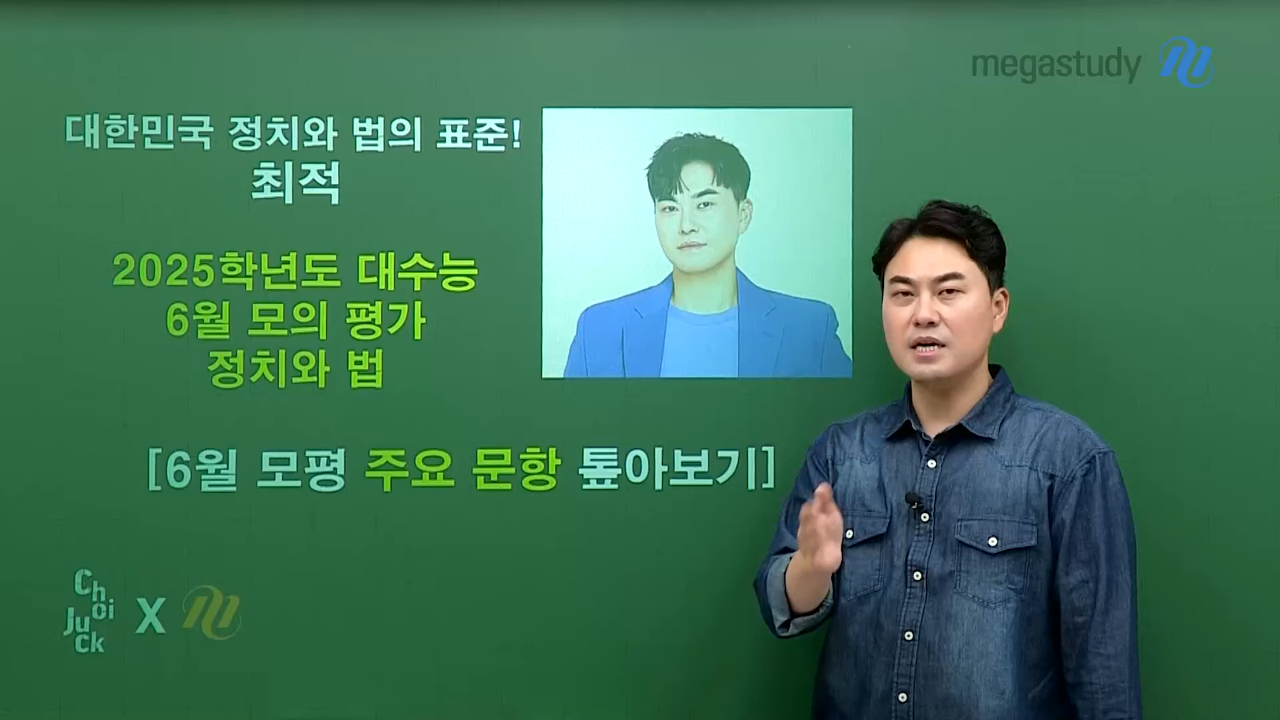 megastudy
대한민국 정치와 법의 표준!
최적
2025학년도 대수능
6월 모의 평가
정치와 법
[6월 모평 주요 문항 톺아보기]
Choi
Juck
X